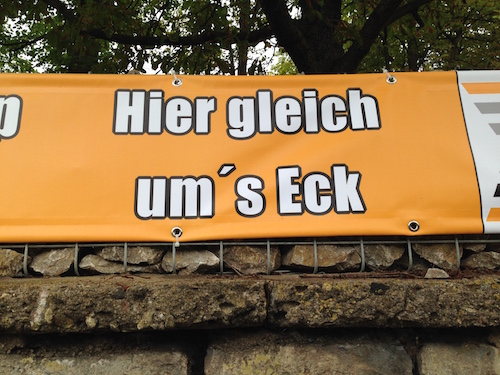 Hier gleich
um´s Eck